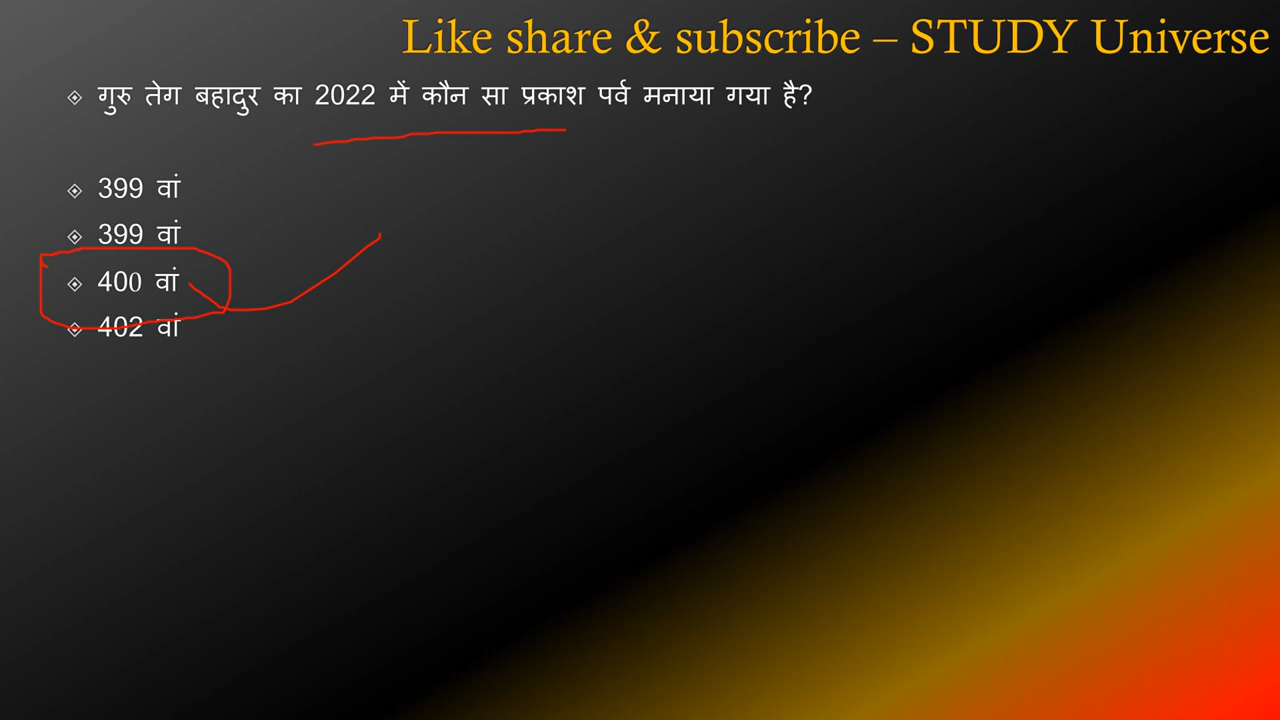 Like share & subscribe – STUDY Universe
गुरु तेग बहादुर का 2022 में कौन सा प्रकाश पर्व मनाया गया है?
399 वां
399 वां
400 वां
402 वां